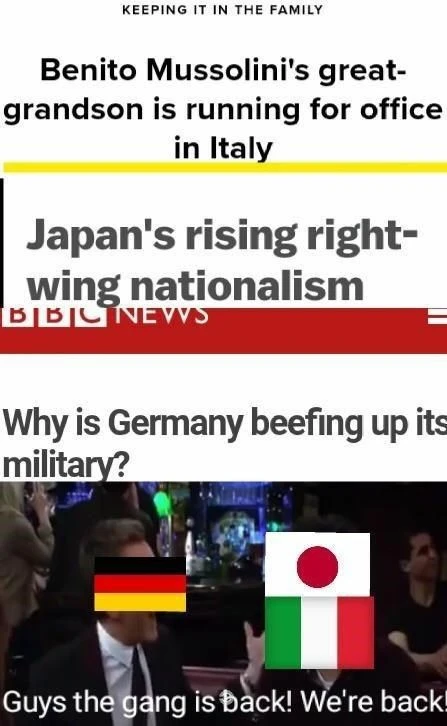 KEEPING IT IN THE FAMILY
Benito Mussolini's great-
grandson is running for office
in Italy
Japan's rising right-
wing nationalism
BBC NEWS
Why is Germany beefing up its
military?
Guys the gang is back! We're back!